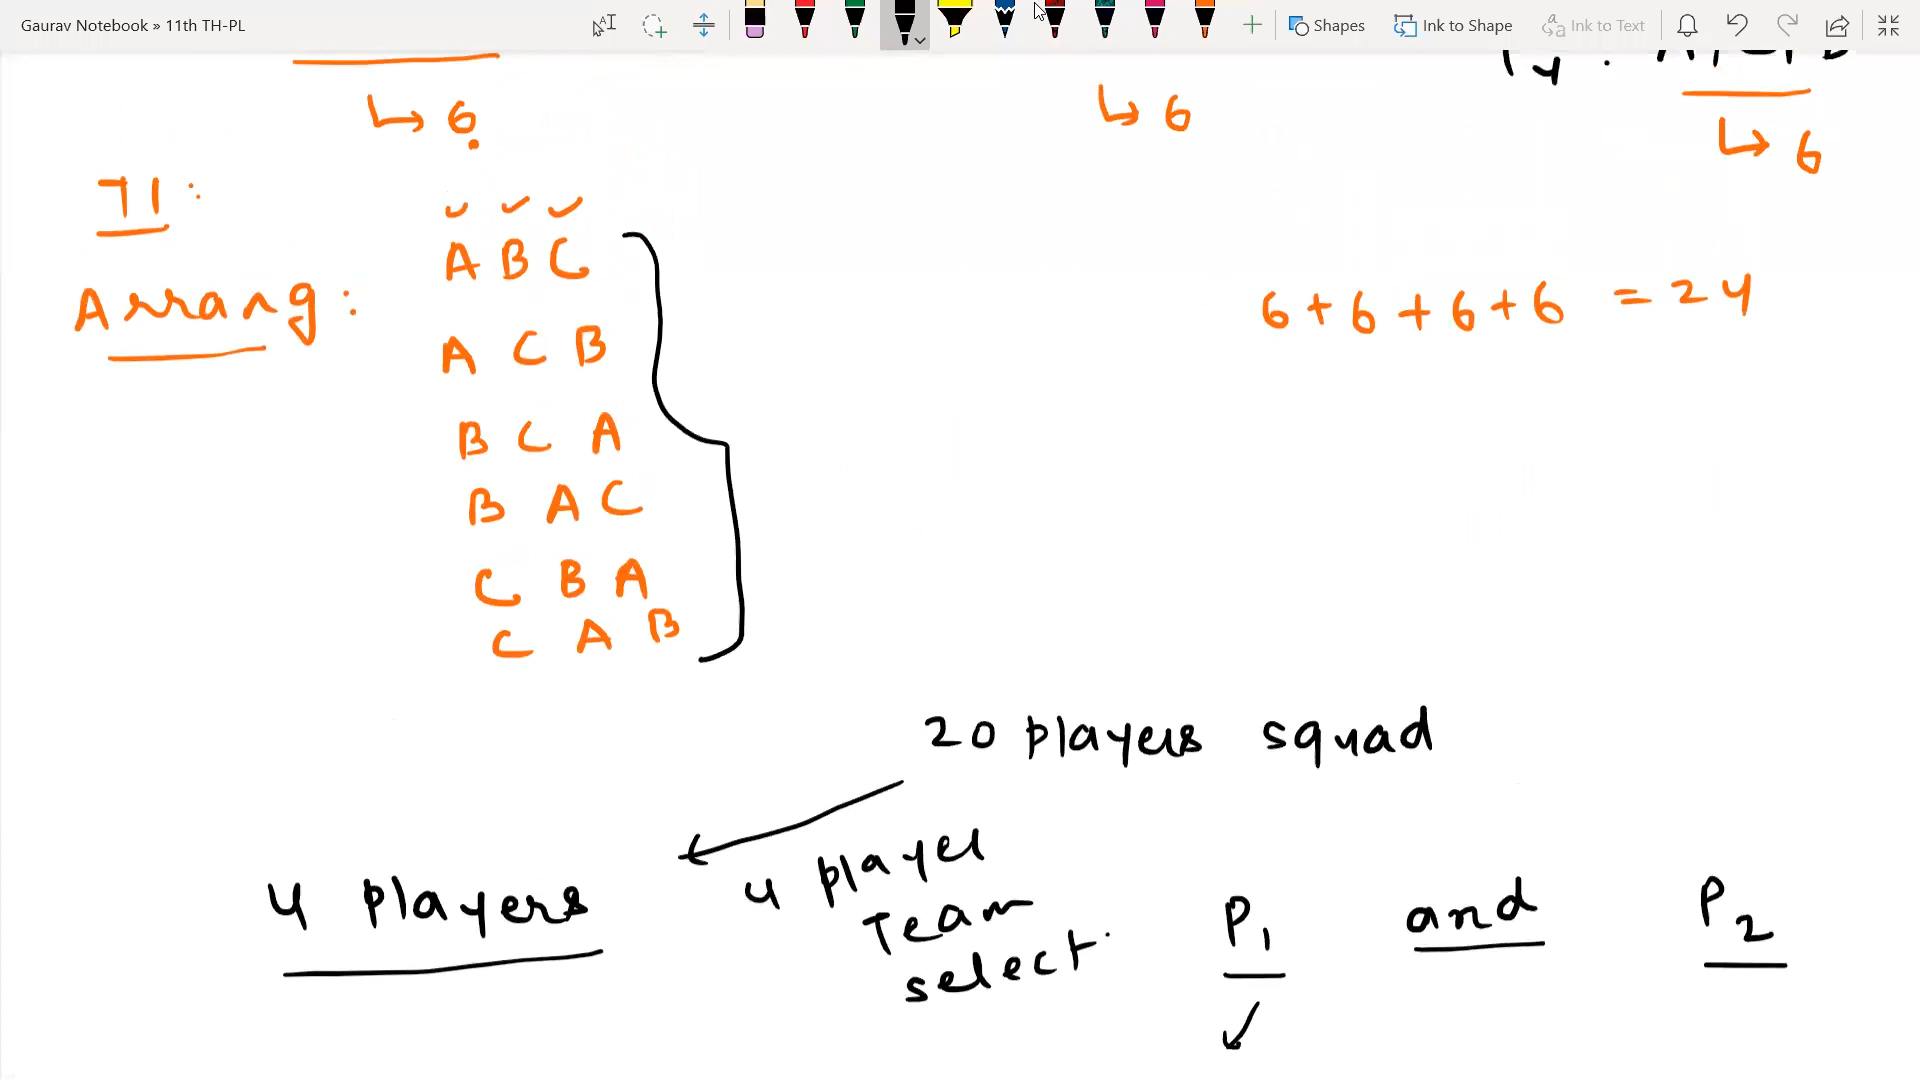 Gaurav Notebook » 11th TH-PL
Shapes
Ink to Shape
Ink to Text
↳ 6
↳ 6
↳ 6
T1:
Arrang:
A B C
A C B
B C A
B A C
C B A
C A B
6 + 6 + 6 + 6 = 24
20 players squad
4 players
4 player
Team
select.
P1 and P2